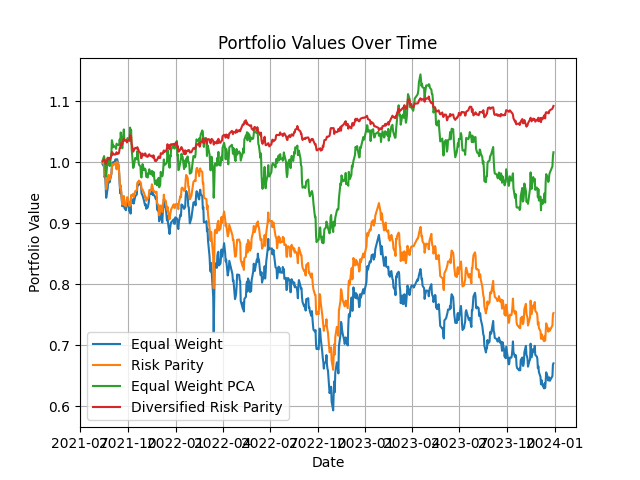 Portfolio Values Over Time
Portfolio Value
1.1
1.0
0.9
0.8
0.7
0.6
Equal Weight
Risk Parity
Equal Weight PCA
Diversified Risk Parity
2021-07 2021-10 2022-01 2022-04 2022-07 2022-10 2023-01 2023-04 2023-07 2023-10 2024-01
Date